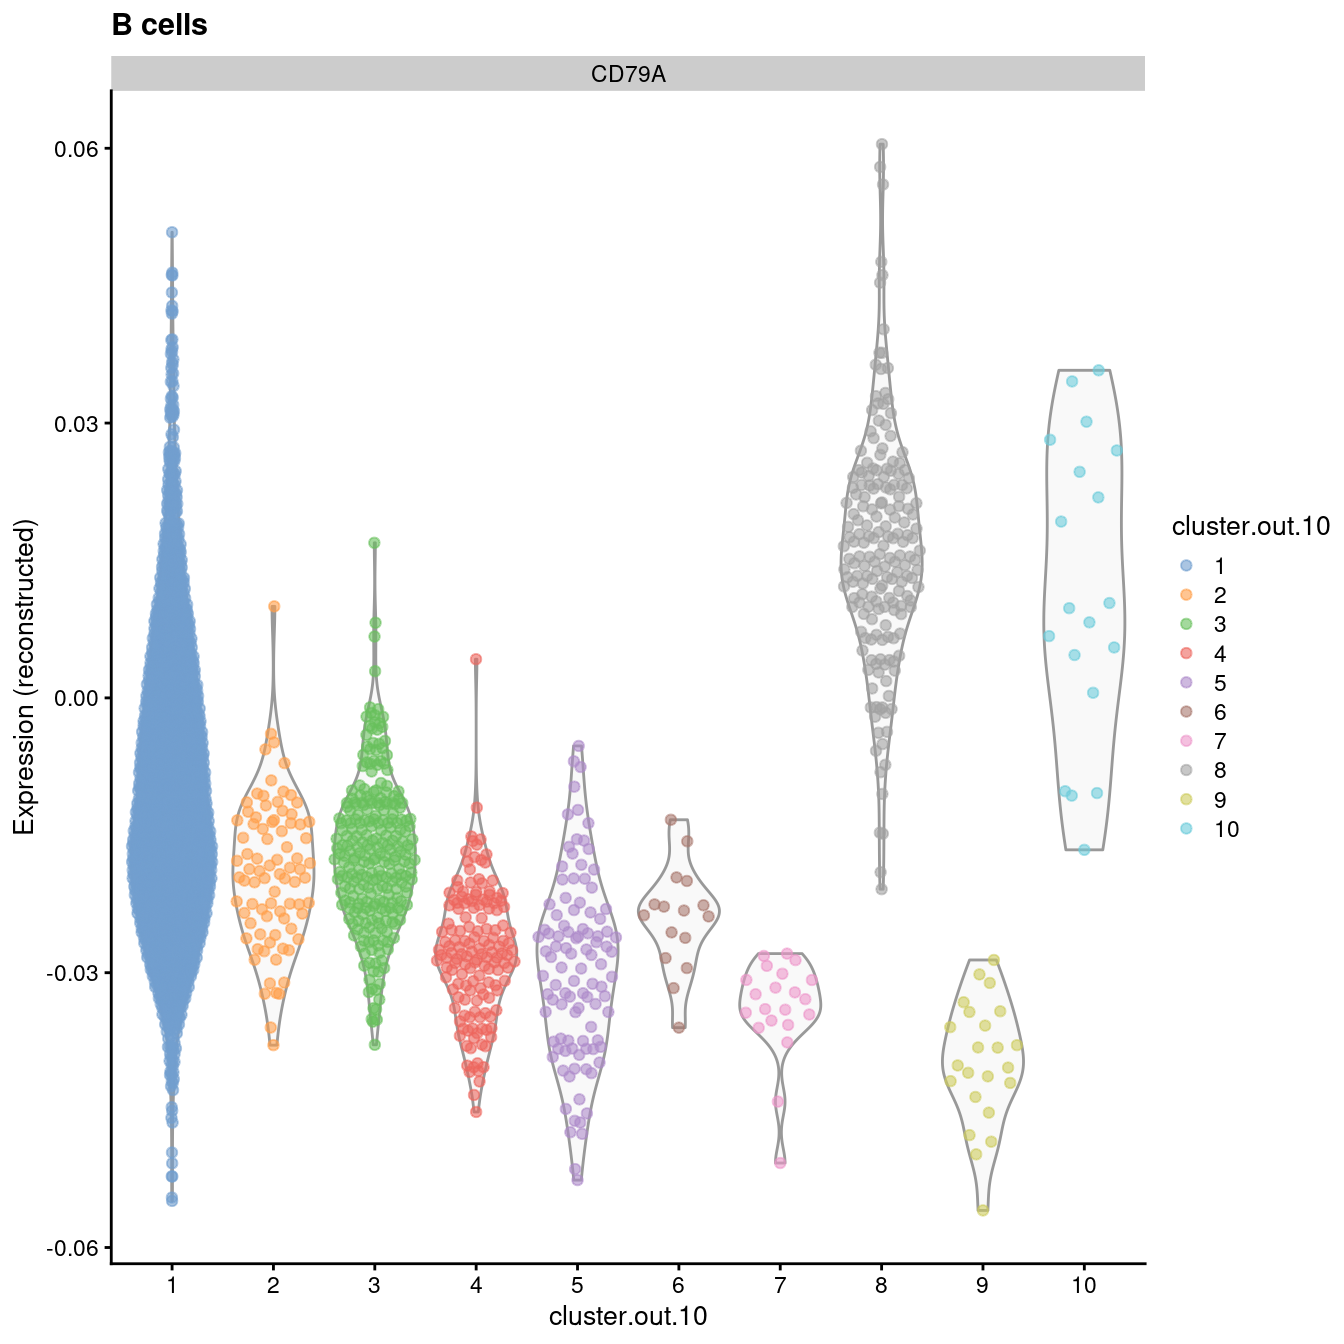 B cells
CD79A
Expression (reconstructed)
0.06
0.03
0.00
-0.03
-0.06
1 2 3 4 5 6 7 8 9 10
cluster.out.10
cluster.out.10
1
2
3
4
5
6
7
8
9
10